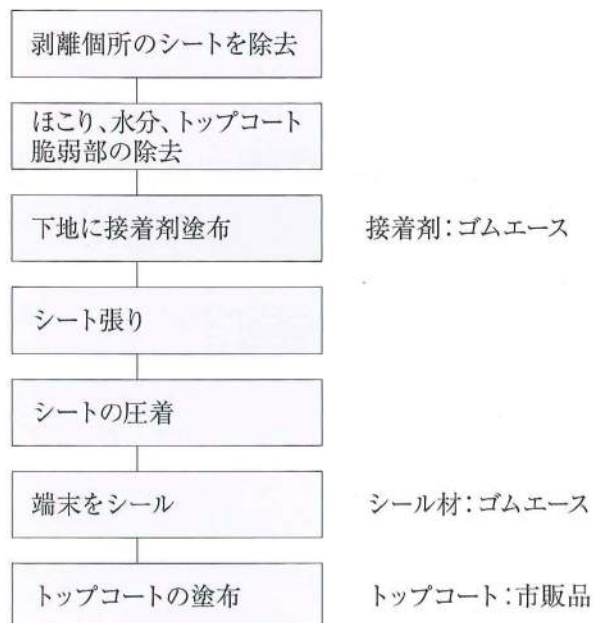 剥離個所のシートを除去
ほこり、水分、トップコート
脆弱部の除去
下地に接着剤塗布
接着剤:ゴムエース
シート張り
シートの圧着
端末をシール
シール材:ゴムエース
トップコートの塗布
トップコート:市販品